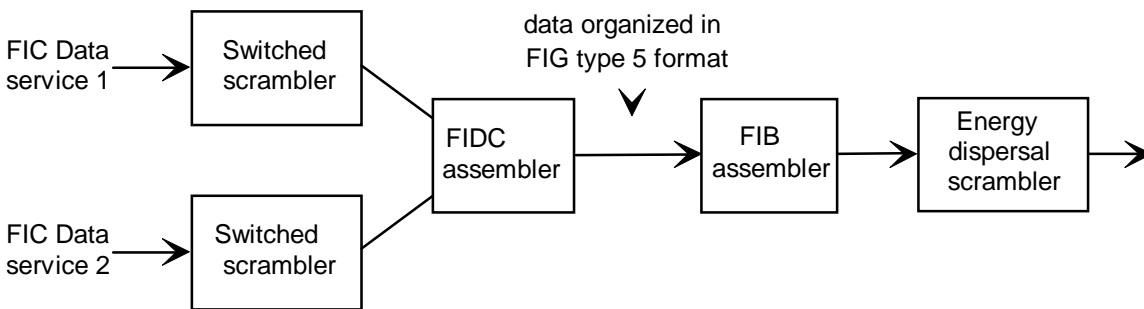 FIC Data
service 1
Switched
scrambler
data organized in
FIG type 5 format
FIDC
assembler
FIB
assembler
Energy
dispersal
scrambler
FIC Data
service 2
Switched
scrambler